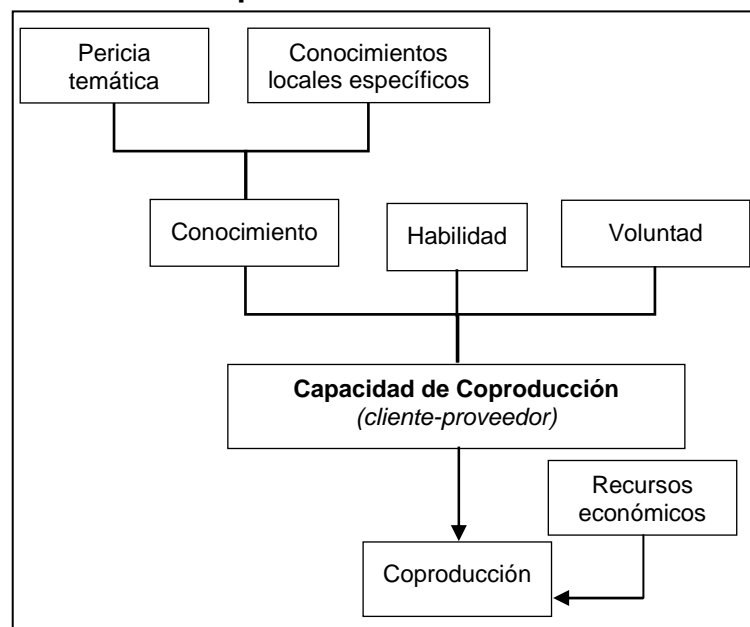 Pericia
temática
Conocimientos
locales específicos
Conocimiento
Habilidad
Voluntad
Capacidad de Coproducción
(cliente-proveedor)
Recursos
económicos
Coproducción